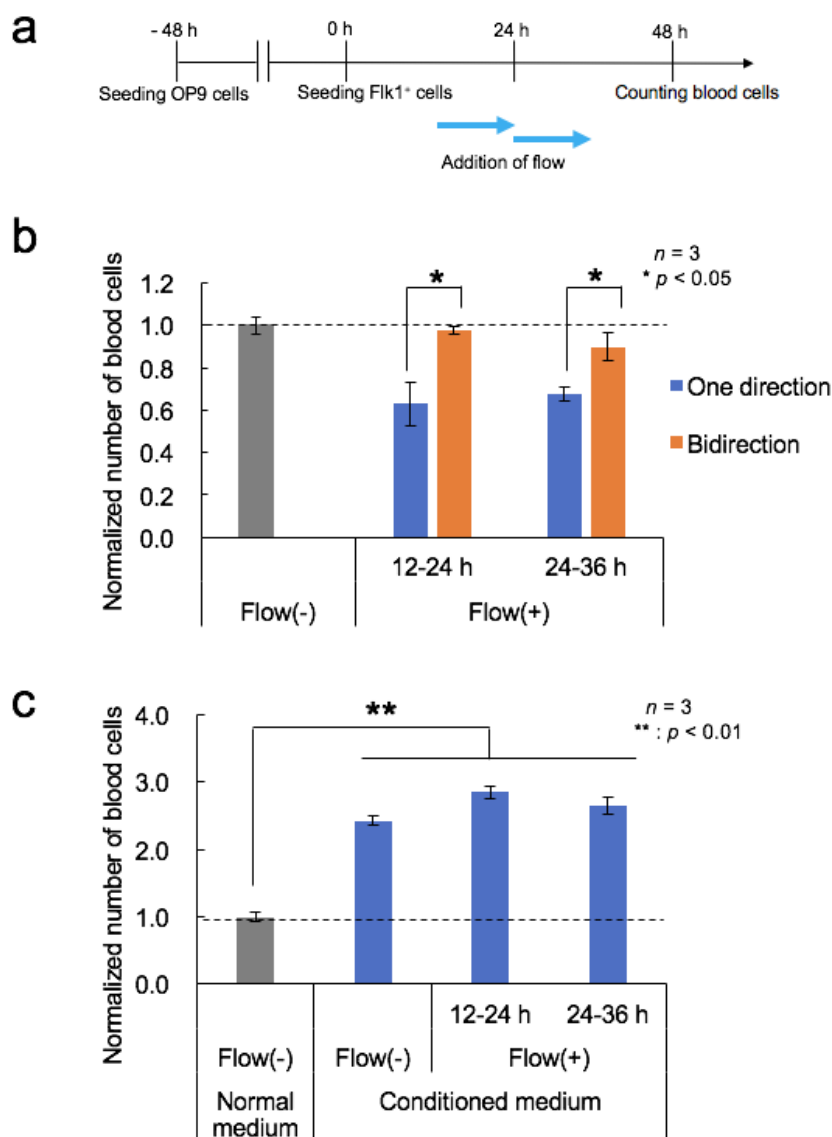 a
- 48 h 0 h 24 h 48 h
Seeding OP9 cells Seeding Flk1⁺ cells Counting blood cells
Addition of flow
b
n = 3
* p < 0.05
Normalized number of blood cells
1.2
1.0
0.8
0.6
0.4
0.2
0.0
* *
One direction
Bidirection
12-24 h 24-36 h
Flow(-) Flow(+)
c
n = 3
** : p < 0.01
Normalized number of blood cells
4.0
3.0
2.0
1.0
0.0
**
12-24 h 24-36 h
Flow(-) Flow(-) Flow(+)
Normal
medium
Conditioned medium